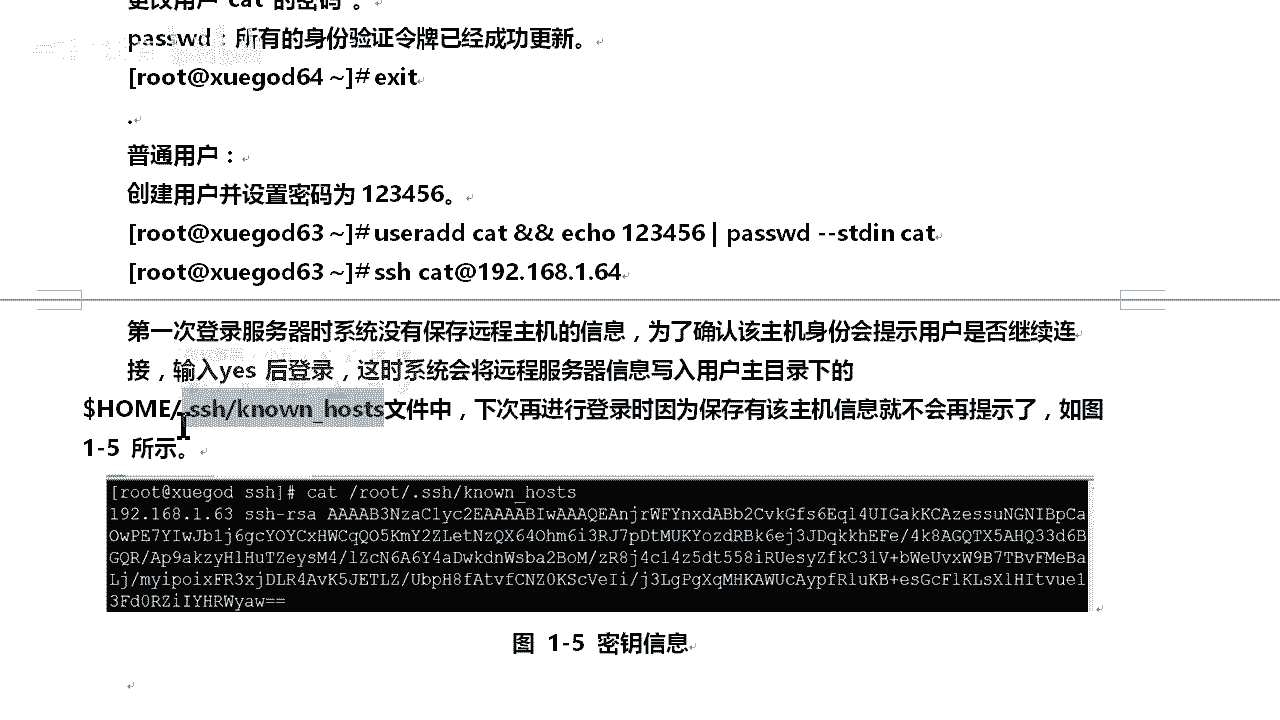 更改用户 cat 的密码 。
passwd：所有的身份验证令牌已经成功更新。
[root@xuegod64 ~]# exit
.
普通用户：
创建用户并设置密码为 123456。
[root@xuegod63 ~]# useradd cat && echo 123456 | passwd --stdin cat
[root@xuegod63 ~]# ssh cat@192.168.1.64
第一次登录服务器时系统没有保存远程主机的信息，为了确认该主机身份会提示用户是否继续连
接，输入yes 后登录，这时系统会将远程服务器信息写入用户主目录下的
$HOME/.ssh/known_hosts文件中，下次再进行登录时因为保存有该主机信息就不会再提示了，如图
1-5 所示。
[root@xuegod ssh]# cat /root/.ssh/known_hosts
192.168.1.63 ssh-rsa AAAAB3NzaC1yc2EAAAABIwAAAQEAnjrWFYnxdABb2CvkGfs6Eql4UIGakKCAzessuNGNIBpCa
OwPE7YIwJb1j6gcYOYCxHWCqQO5KmY2ZLetNzQX64Ohm6i3RJ7pDtMUKYozdRBk6ej3JDqkkhEFe/4k8AGQTX5AHQ33d6B
GQR/Ap9akzyHlHuTZeysM4/lZcN6A6Y4aDwkdnWsba2BoM/zR8j4c14z5dt558iRUesyZfkC31V+bWeUvxW9B7TBvFMeBa
Lj/myipoixFR3xjDLR4AvK5JETLZ/UbpH8fAtvfCNZ0KScVeIi/j3LgPgXqMHKAWUcAypfRluKB+esGcFlKLsXlHItvue1
3Fd0RZiIYHRWyaw==
图 1-5 密钥信息